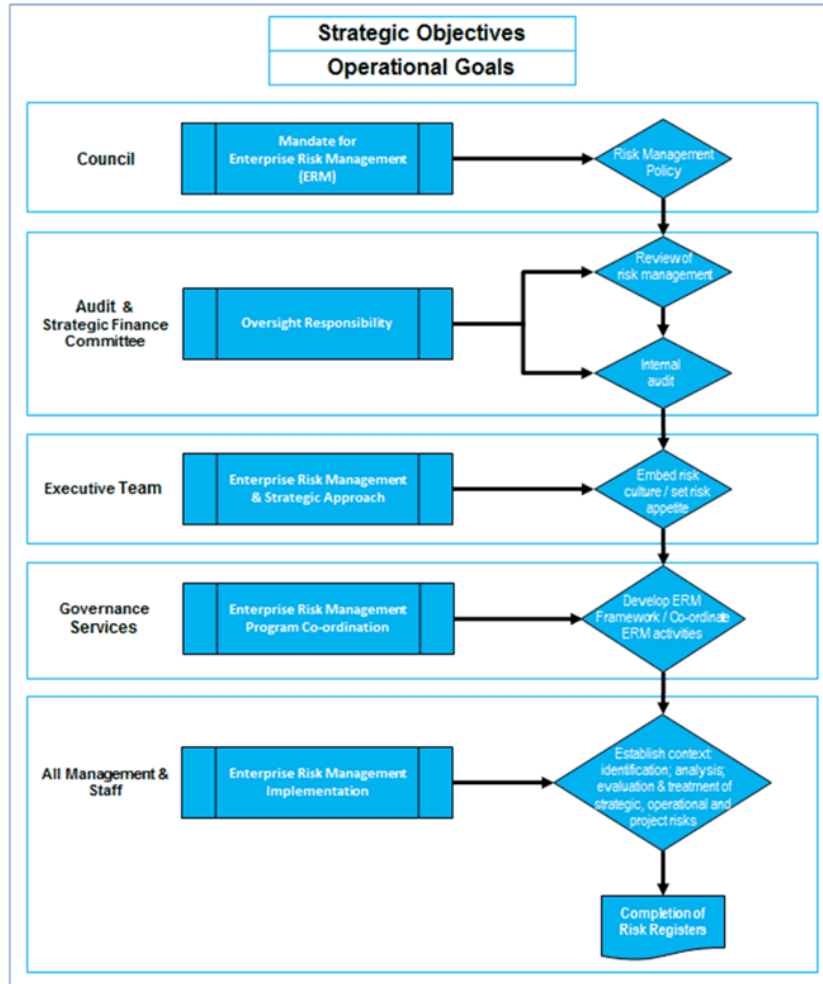 Strategic Objectives
Operational Goals
Council
Mandate for
Enterprise Risk Management
(ERM)
Risk Management
Policy
Audit &
Strategic Finance
Committee
Oversight Responsibility
Review of
risk management
Internal
audit
Executive Team
Enterprise Risk Management
& Strategic Approach
Embed risk
culture / set risk
appetite
Governance
Services
Enterprise Risk Management
Program Co-ordination
Develop ERM
Framework / Co-ordinate
ERM activities
All Management &
Staff
Enterprise Risk Management
Implementation
Establish context:
identification; analysis;
evaluation & treatment of
strategic, operational and
project risks
Completion of
Risk Registers